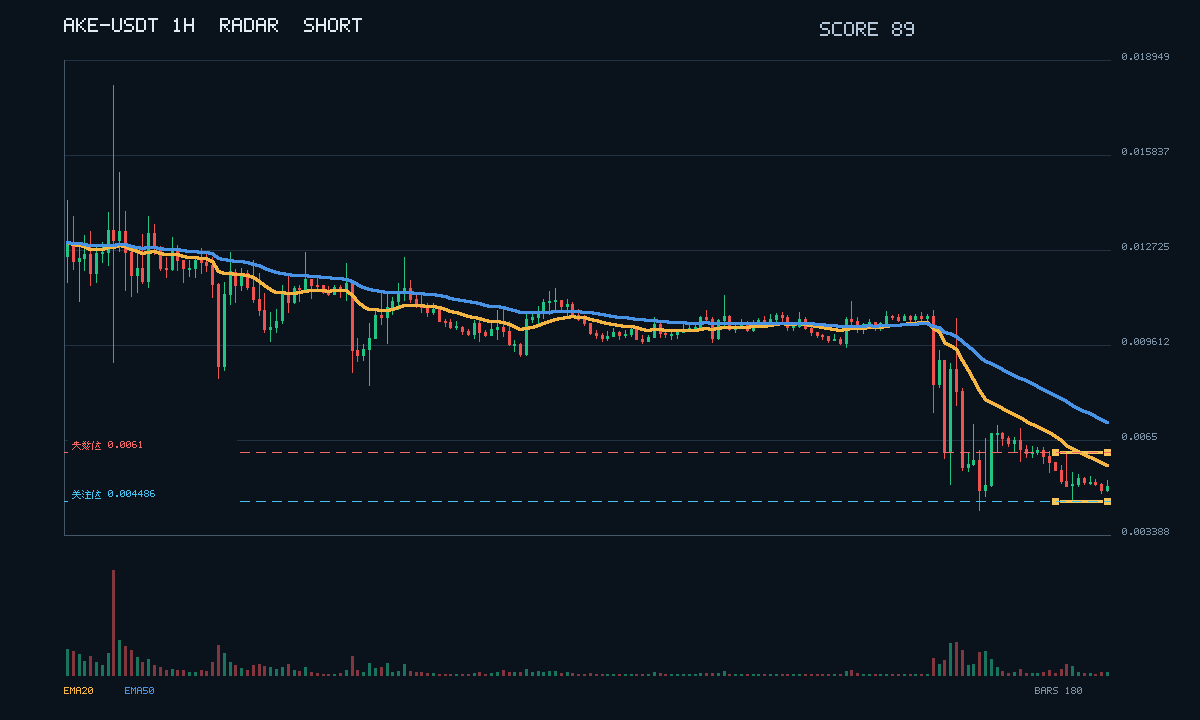 AKE-USDT 1H RADAR SHORT
SCORE 89
0.018949
0.015837
0.012725
0.009612
0.0065
0.003388
失效位 0.0061
关注位 0.004486
EMA20
EMA50
BARS 180